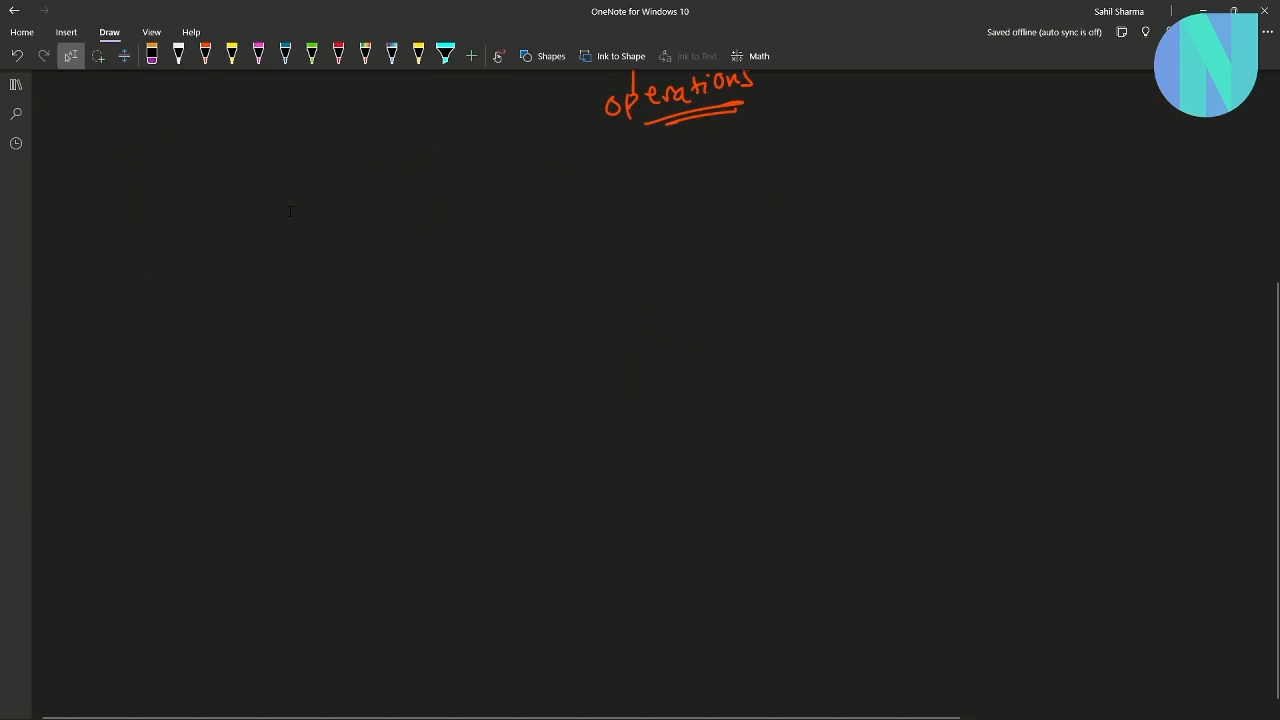 OneNote for Windows 10
Sahil Sharma
Home Insert Draw View Help
Saved offline (auto sync is off)
Shapes Ink to Shape Ink to Text Math
operations